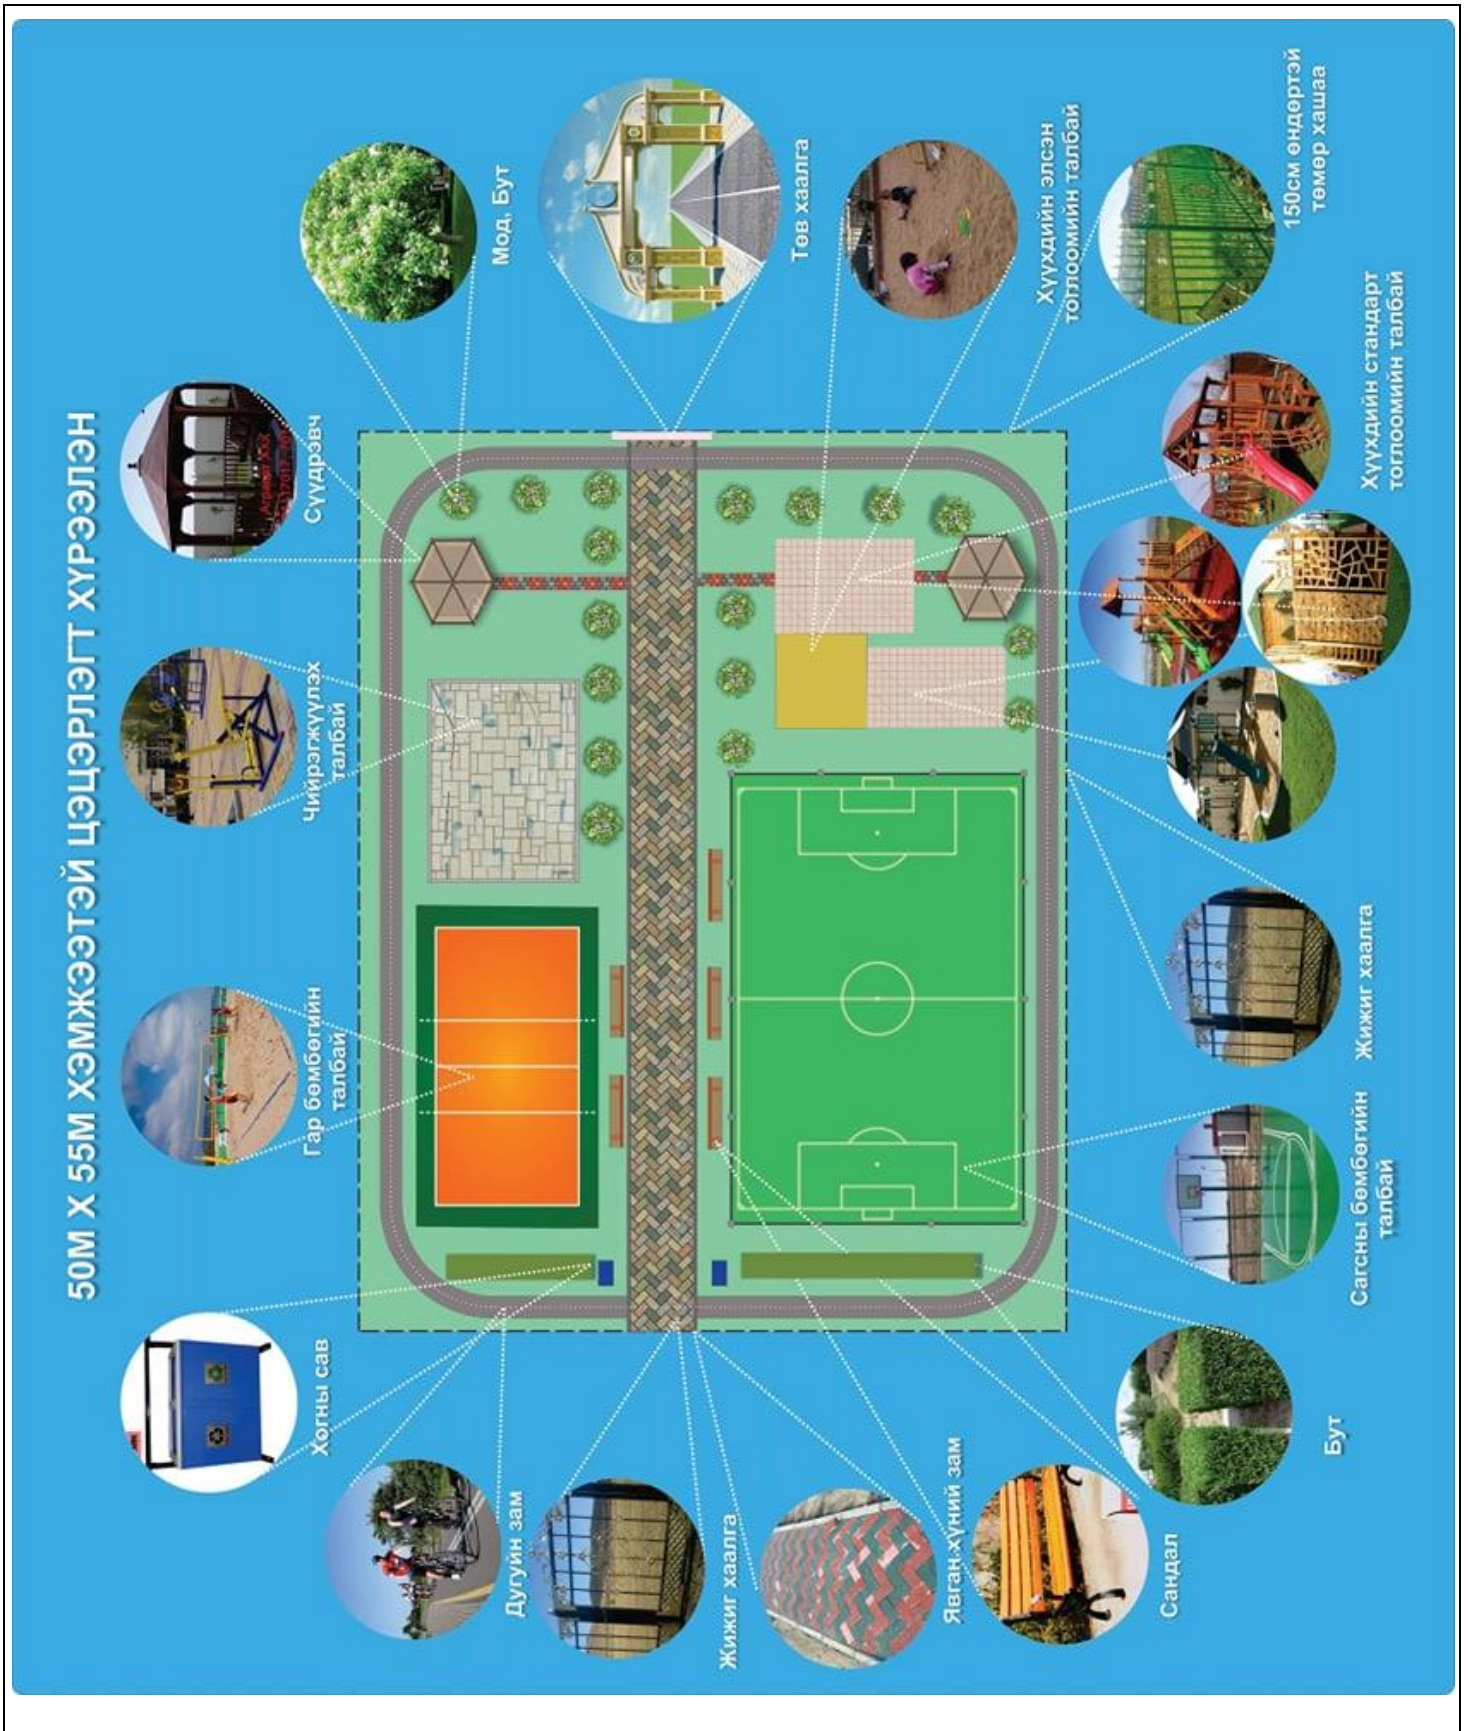 50М Х 55М ХЭМЖЭЭТЭЙ ЦЭЦЭРЛЭГТ ХҮРЭЭЛЭН
Хогны сав
Гар бөмбөгийн
талбай
Чийрэгжүүлэх
талбай
Сүүдрэвч
Дугуйн зам
Мод, Бут
Жижиг хаалга
Төв хаалга
Явган хүний зам
Хүүхдийн элсэн
тоглоомийн талбай
Сандал
150см өндөртэй
төмөр хашаа
Бут
Сагсны бөмбөгийн
талбай
Жижиг хаалга
Хүүхдийн стандарт
тоглоомийн талбай